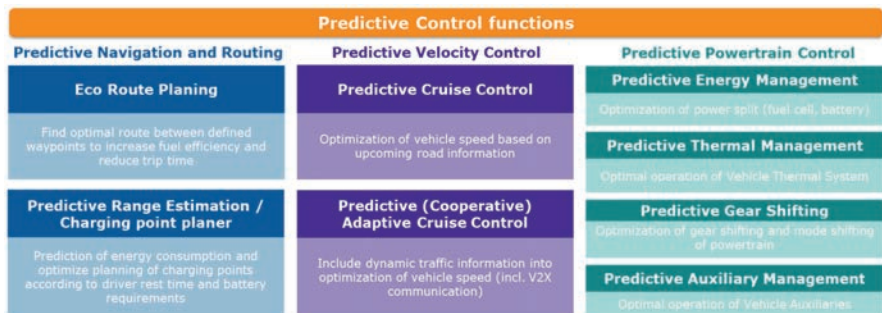 Predictive Control functions
Predictive Navigation and Routing
Eco Route Planing
Find optimal route between defined
waypoints to increase fuel efficiency and
reduce trip time
Predictive Range Estimation /
Charging point planer
Prediction of energy consumption and
optimize planning of charging points
according to driver rest time and battery
requirements
Predictive Velocity Control
Predictive Cruise Control
Optimization of vehicle speed based on
upcoming road information
Predictive (Cooperative)
Adaptive Cruise Control
Include dynamic traffic information into
optimization of vehicle speed (incl. V2X
communication)
Predictive Powertrain Control
Predictive Energy Management
Optimization of power split (fuel cell, battery)
Predictive Thermal Management
Optimal operation of Vehicle Thermal System
Predictive Gear Shifting
Optimization of gear shifting and mode shifting
of powertrain
Predictive Auxiliary Management
Optimal operation of Vehicle Auxiliaries